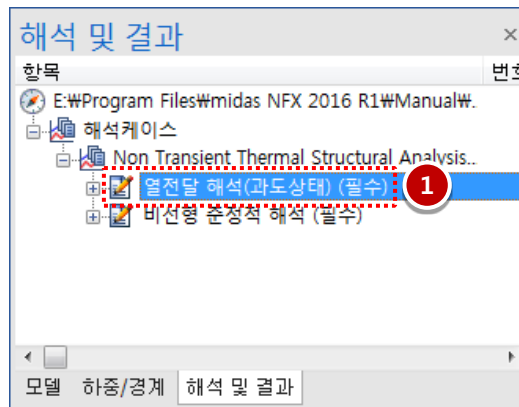 해석 및 결과
항목 번호
E:₩Program Files₩midas NFX 2016 R1₩Manual₩.
해석케이스
Non Transient Thermal Structural Analysis..
열전달 해석(과도상태) (필수) 1
비선형 준정적 해석 (필수)
모델 하중/경계 해석 및 결과